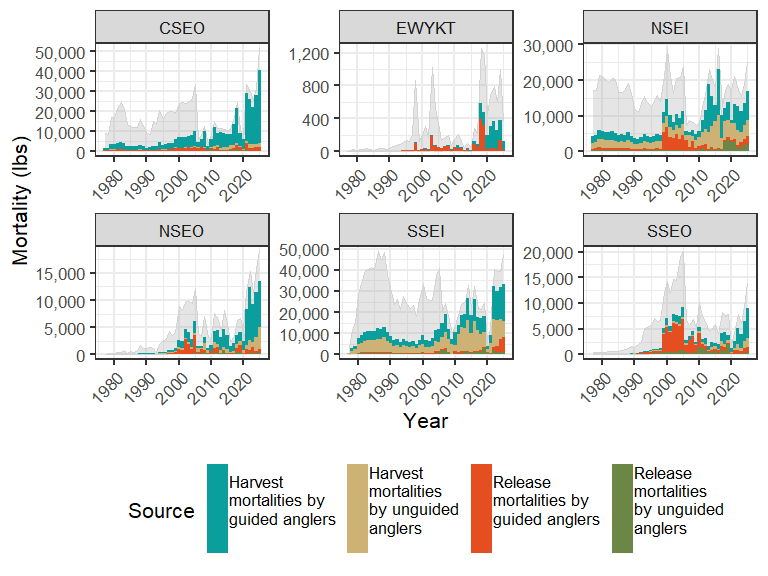 CSEO
EWYKT
NSEI
50,000
40,000
30,000
20,000
10,000
0
1980
1990
2000
2010
2020
1,200
800
400
0
1980
1990
2000
2010
2020
30,000
20,000
10,000
0
1980
1990
2000
2010
2020
Mortality (lbs)
NSEO
SSEI
SSEO
15,000
10,000
5,000
0
1980
1990
2000
2010
2020
50,000
40,000
30,000
20,000
10,000
0
1980
1990
2000
2010
2020
20,000
15,000
10,000
5,000
0
1980
1990
2000
2010
2020
Year
Source
Harvest
mortalities by
guided anglers
Harvest
mortalities
by unguided
anglers
Release
mortalities by
guided anglers
Release
mortalities
by unguided
anglers